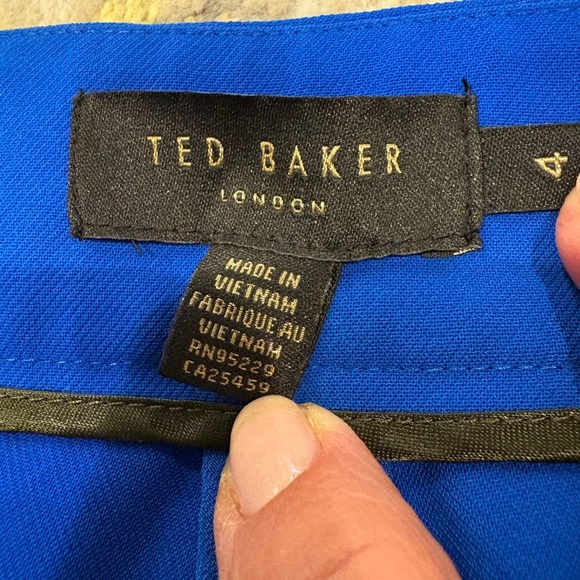 TED BAKER
LONDON
4
MADE IN
VIETNAM
FABRIQUE AU
VIETNAM
RN95229
CA25459